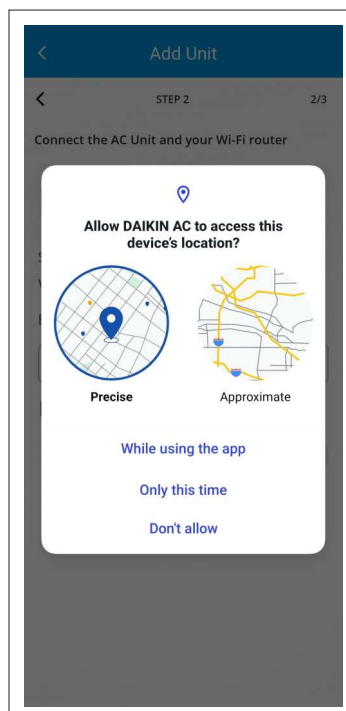 Add Unit
STEP 2 2/3
Connect the AC Unit and your Wi-Fi router
Allow DAIKIN AC to access this
device's location?
Precise Approximate
While using the app
Only this time
Don't allow